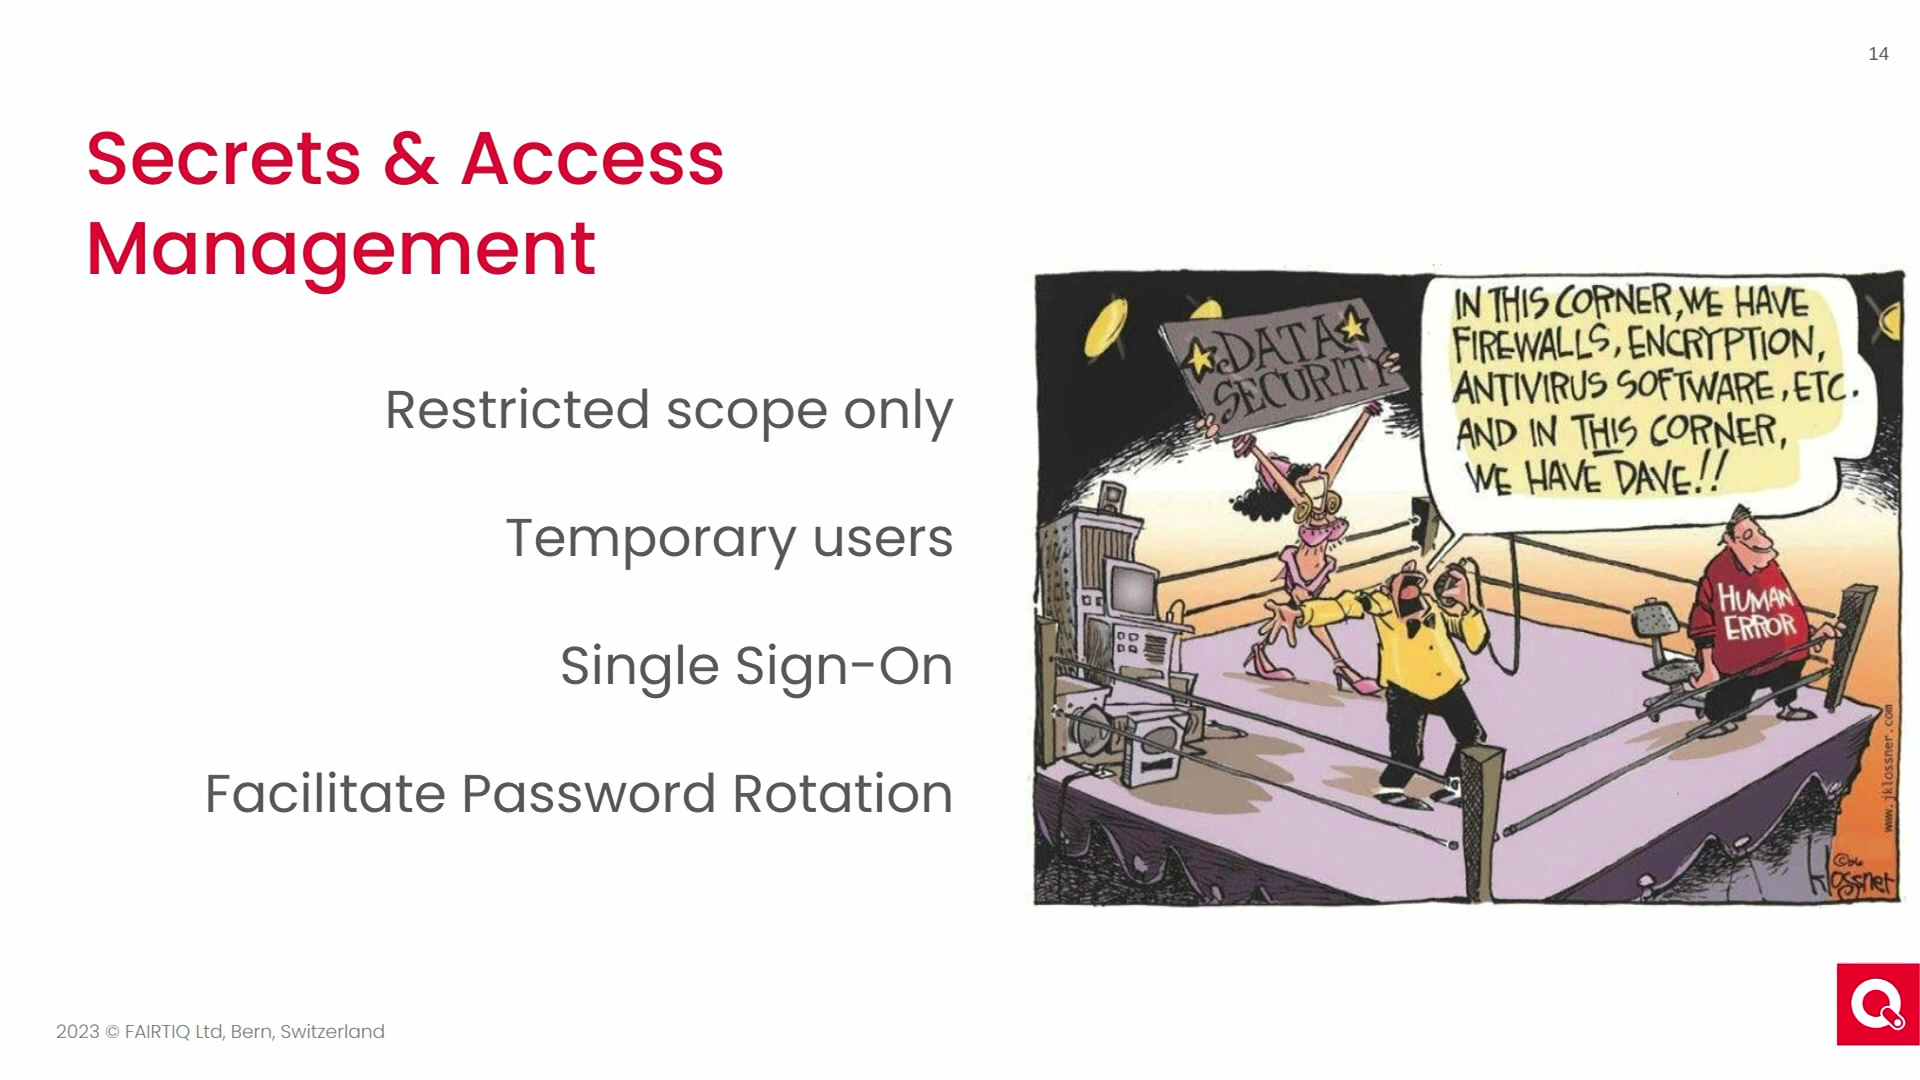 14
Secrets & Access
Management
Restricted scope only
Temporary users
Single Sign-On
Facilitate Password Rotation
DATA
SECURITY
IN THIS CORNER, WE HAVE
FIREWALLS, ENCRYPTION,
ANTIVIRUS SOFTWARE, ETC.
AND IN THIS CORNER,
WE HAVE DAVE!!
HUMAN
ERROR
www.jklossner.com
©06
Klossner
2023 © FAIRTIQ Ltd, Bern, Switzerland